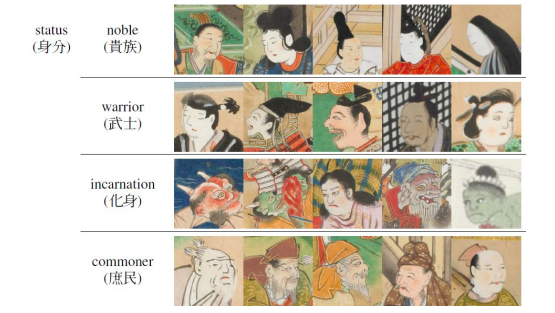 status
(身分)
noble
(貴族)
warrior
(武士)
incarnation
(化身)
commoner
(庶民)